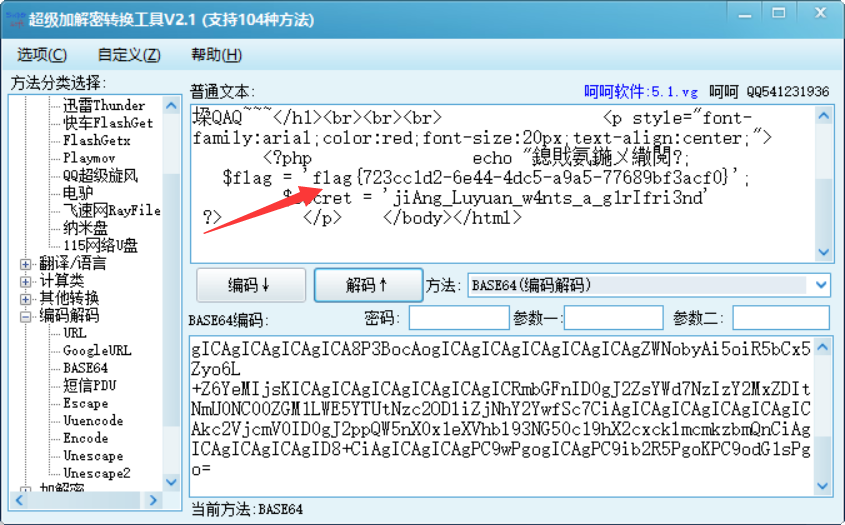 超级加解密转换工具V2.1 (支持104种方法)
选项(C) 自定义(Z) 帮助(H)
方法分类选择:
迅雷Thunder
快车FlashGet
FlashGetx
Playmov
QQ超级旋风
电驴
飞速网RayFile
纳米盘
115网络U盘
翻译/语言
计算类
其他转换
编码解码
URL
GoogleURL
BASE64
短信PDU
Escape
Uuencode
Encode
Unescape
Unescape2
加解密
普通文本: 呵呵软件:5.1.vg 呵呵 QQ541231936
垛QAQ~~~</h1><br><br><br> <p style="font-
family:arial;color:red;font-size:20px;text-align:center;">
<?php echo "鎴戝氨鍦ㄨ繖閲?;
$flag = 'flag{723cc1d2-6e44-4dc5-a9a5-77689bf3acf0}';
$secret = 'jiAng_Luyuan_w4nts_a_g1rIfri3nd'
?> </p> </body></html>
编码↓ 解码↑ 方法: BASE64(编码解码)
BASE64编码: 密码: 参数一: 参数二:
gICAgICAgICAgICA8P3BocAogICAgICAgICAgICAgICAgZWNobyAi5oiR5bCx5
Zyo6L
+Z6YeMIjsKICAgICAgICAgICAgICAgICRmbGFnID0gJ2ZsYWd7NzIzY2MxZDIt
NmU0NC00ZGM1LWE5YTUtNzc2ODliZjNhY2YwfSc7CiAgICAgICAgICAgICAgIC
Akc2VjcmV0ID0gJ2ppQW5nX0x1eXVhbl93NG50c19hX2cxck1mcmkzbmQnCiAg
ICAgICAgICAgID8+CiAgICAgICAgPC9wPgogICAgPC9ib2R5PgoKPC9odG1sPg
o=
当前方法:BASE64